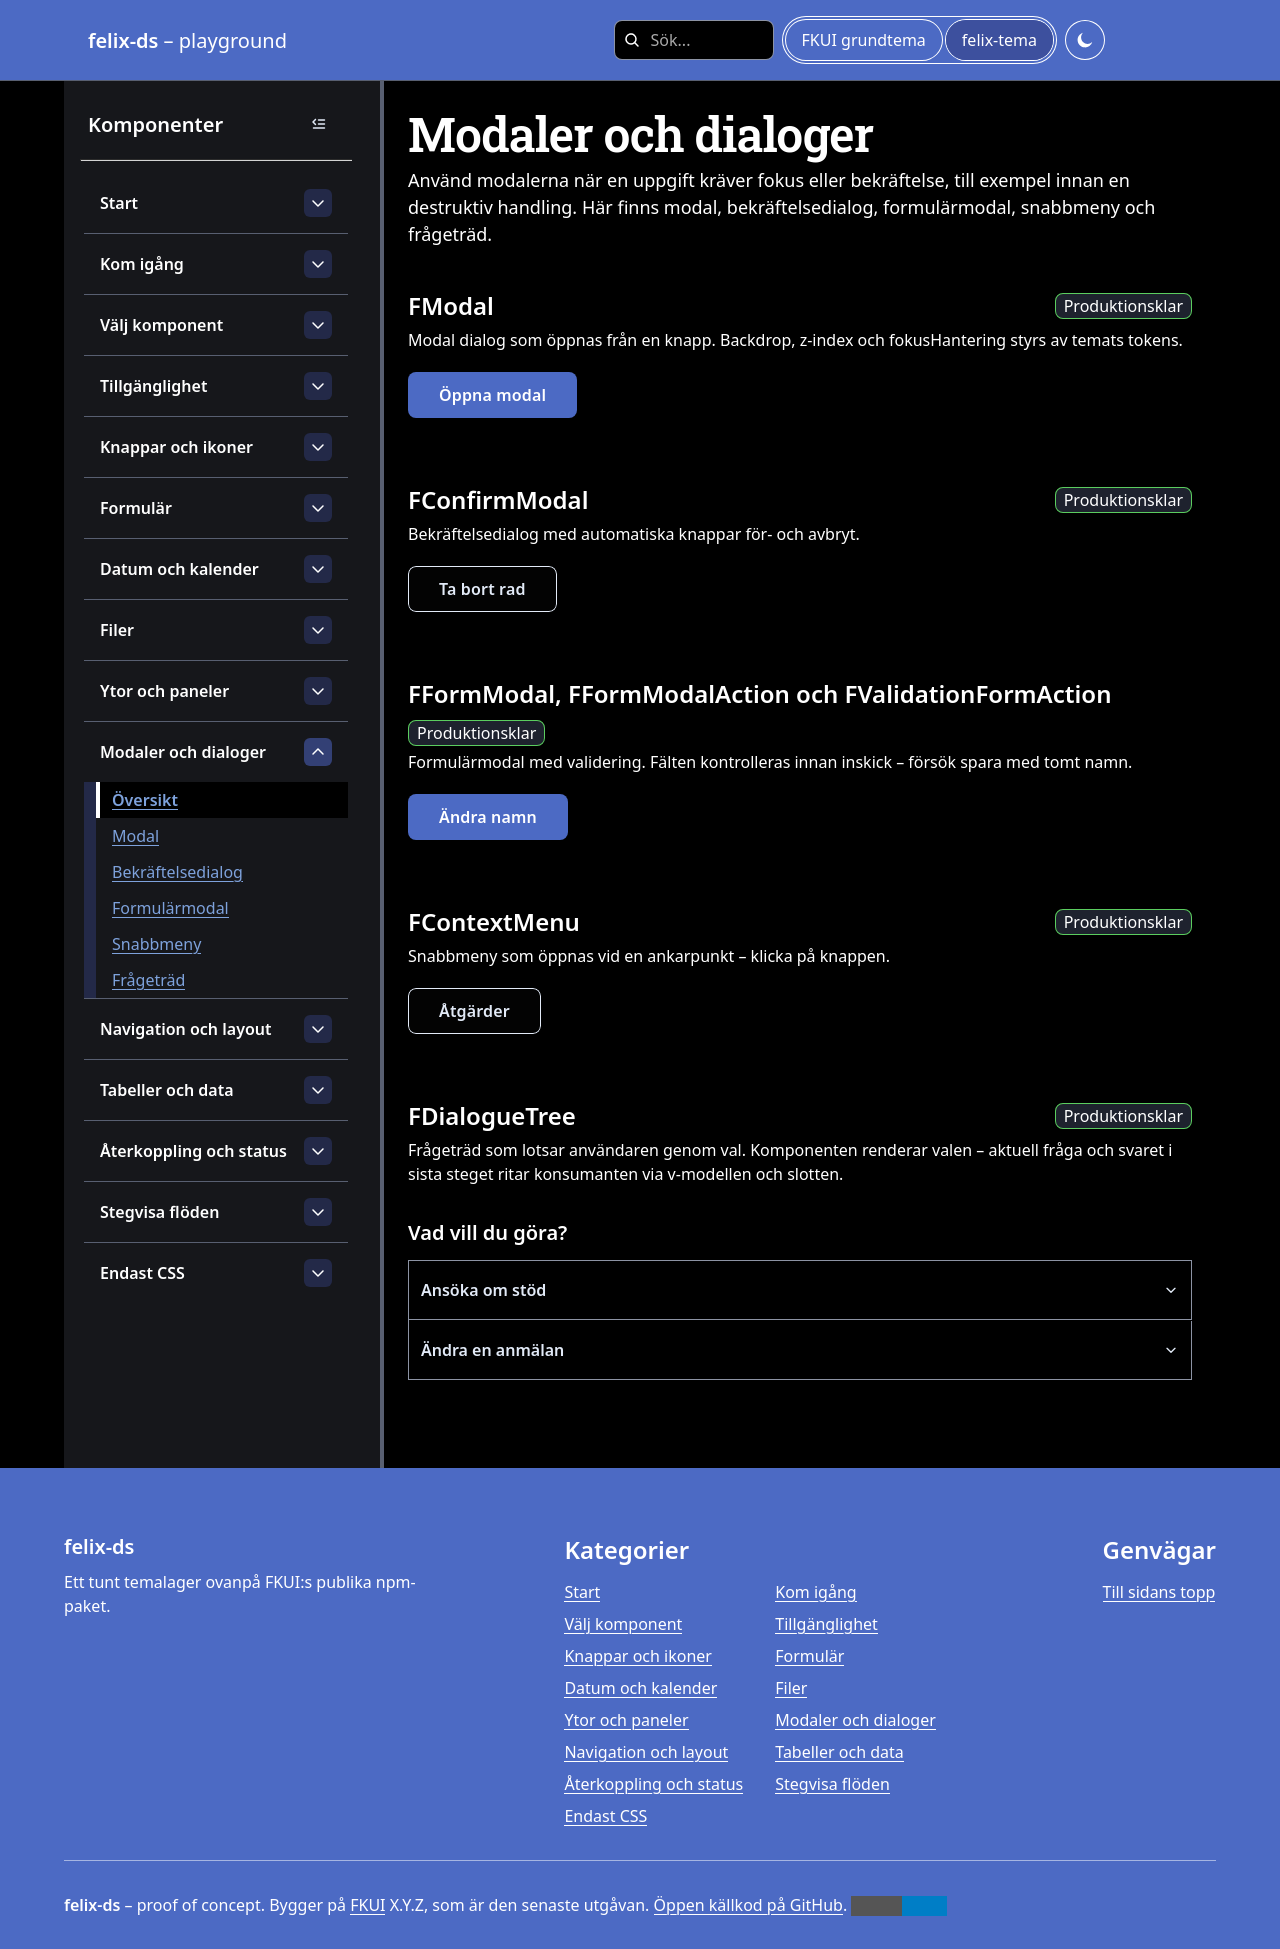 felix-ds – playground
Sök...
FKUI grundtema
felix-tema
Komponenter
Start
Kom igång
Välj komponent
Tillgänglighet
Knappar och ikoner
Formulär
Datum och kalender
Filer
Ytor och paneler
Modaler och dialoger
Översikt
Modal
Bekräftelsedialog
Formulärmodal
Snabbmeny
Frågeträd
Navigation och layout
Tabeller och data
Återkoppling och status
Stegvisa flöden
Endast CSS
Modaler och dialoger
Använd modalerna när en uppgift kräver fokus eller bekräftelse, till exempel innan en
destruktiv handling. Här finns modal, bekräftelsedialog, formulärmodal, snabbmeny och
frågeträd.
FModal
Produktionsklar
Modal dialog som öppnas från en knapp. Backdrop, z-index och fokusHantering styrs av temats tokens.
Öppna modal
FConfirmModal
Produktionsklar
Bekräftelsedialog med automatiska knappar för- och avbryt.
Ta bort rad
FFormModal, FFormModalAction och FValidationFormAction
Produktionsklar
Formulärmodal med validering. Fälten kontrolleras innan inskick – försök spara med tomt namn.
Ändra namn
FContextMenu
Produktionsklar
Snabbmeny som öppnas vid en ankarpunkt – klicka på knappen.
Åtgärder
FDialogueTree
Produktionsklar
Frågeträd som lotsar användaren genom val. Komponenten renderar valen – aktuell fråga och svaret i
sista steget ritar konsumanten via v-modellen och slotten.
Vad vill du göra?
Ansöka om stöd
Ändra en anmälan
felix-ds
Ett tunt temalager ovanpå FKUI:s publika npm-
paket.
Kategorier
Start
Kom igång
Välj komponent
Tillgänglighet
Knappar och ikoner
Formulär
Datum och kalender
Filer
Ytor och paneler
Modaler och dialoger
Navigation och layout
Tabeller och data
Återkoppling och status
Stegvisa flöden
Endast CSS
Genvägar
Till sidans topp
felix-ds – proof of concept. Bygger på FKUI X.Y.Z, som är den senaste utgåvan. Öppen källkod på GitHub.